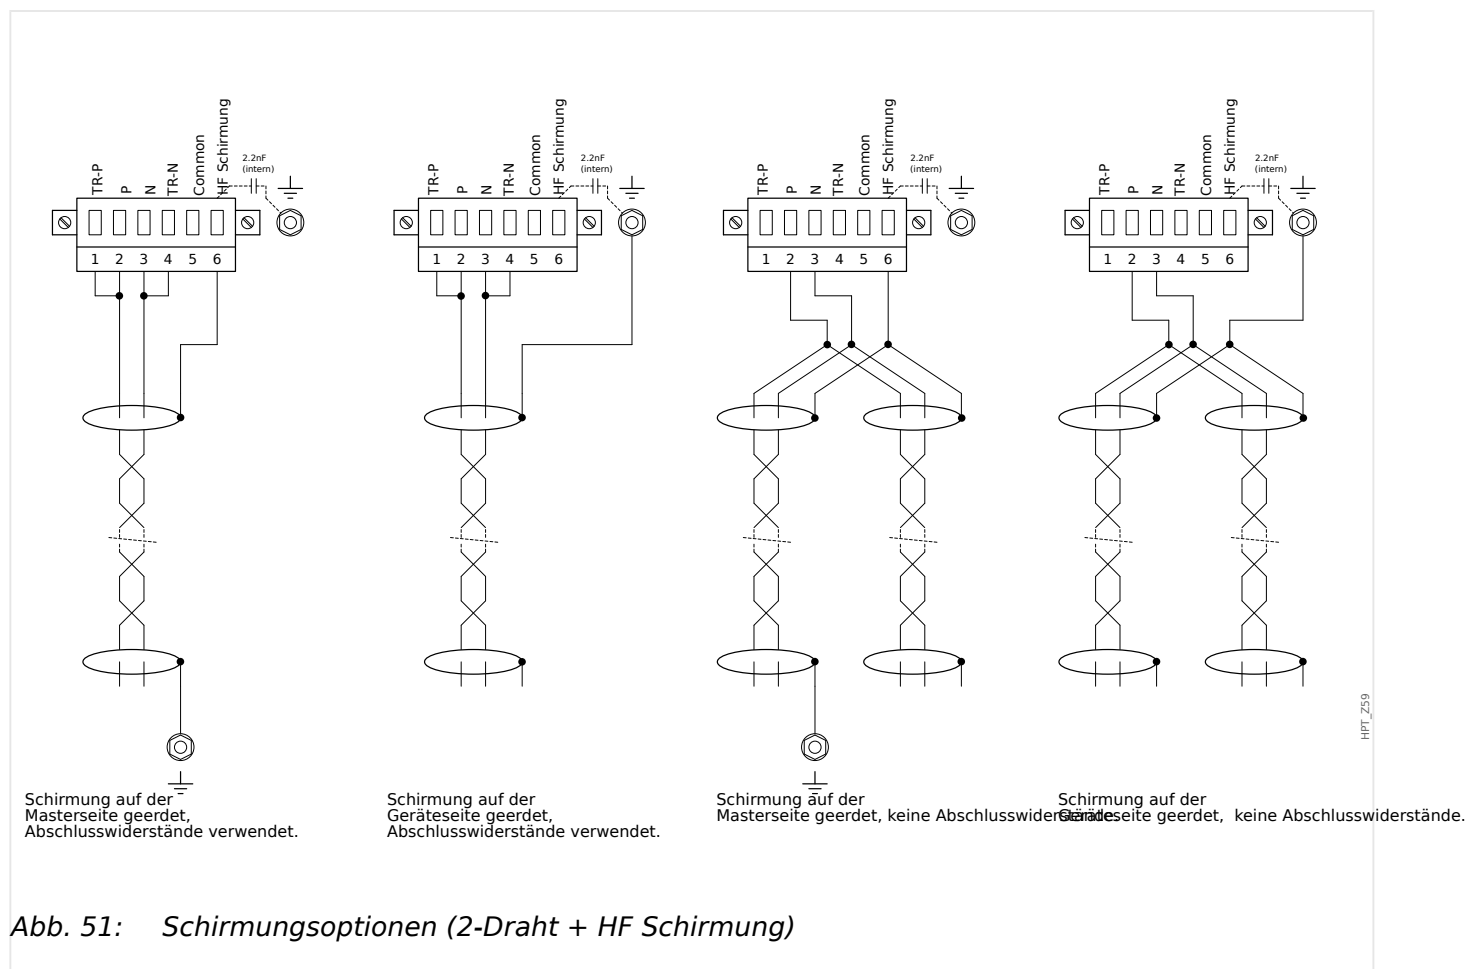 TR-P
P
N
TR-N
Common
HF Schirmung
2.2nF
(intern)
1 2 3 4 5 6
TR-P
P
N
TR-N
Common
HF Schirmung
2.2nF
(intern)
1 2 3 4 5 6
TR-P
P
N
TR-N
Common
HF Schirmung
2.2nF
(intern)
1 2 3 4 5 6
TR-P
P
N
TR-N
Common
HF Schirmung
2.2nF
(intern)
1 2 3 4 5 6
HPT_Z59
Schirmung auf der
Masterseite geerdet,
Abschlusswiderstände verwendet.
Schirmung auf der
Geräteseite geerdet,
Abschlusswiderstände verwendet.
Schirmung auf der
Masterseite geerdet, keine Abschlusswiderstände.
Schirmung auf der
Geräteseite geerdet, keine Abschlusswiderstände.
Abb. 51: Schirmungsoptionen (2-Draht + HF Schirmung)